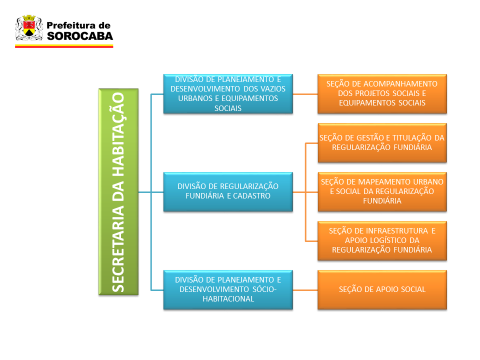 Prefeitura de
SOROCABA
SECRETARIA DA HABITAÇÃO
DIVISÃO DE PLANEJAMENTO E
DESENVOLVIMENTO DOS VAZIOS
URBANOS E EQUIPAMENTOS
SOCIAIS
SEÇÃO DE ACOMPANHAMENTO
DOS PROJETOS SOCIAIS E
EQUIPAMENTOS SOCIAIS
DIVISÃO DE REGULARIZAÇÃO
FUNDIÁRIA E CADASTRO
SEÇÃO DE GESTÃO E TITULAÇÃO DA
REGULARIZAÇÃO FUNDIÁRIA
SEÇÃO DE MAPEAMENTO URBANO
E SOCIAL DA REGULARIZAÇÃO
FUNDIÁRIA
SEÇÃO DE INFRAESTRUTURA E
APOIO LOGÍSTICO DA
REGULARIZAÇÃO FUNDIÁRIA
DIVISÃO DE PLANEJAMENTO E
DESENVOLVIMENTO SÓCIO-
HABITACIONAL
SEÇÃO DE APOIO SOCIAL